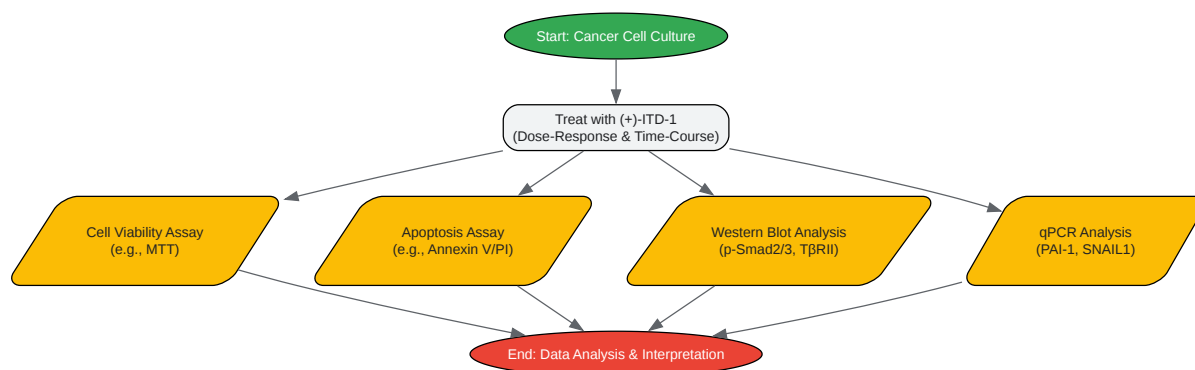 Start: Cancer Cell Culture
Treat with (+)-ITD-1
(Dose-Response & Time-Course)
Cell Viability Assay
(e.g., MTT)
Apoptosis Assay
(e.g., Annexin V/PI)
Western Blot Analysis
(p-Smad2/3, TβRII)
qPCR Analysis
(PAI-1, SNAIL1)
End: Data Analysis & Interpretation